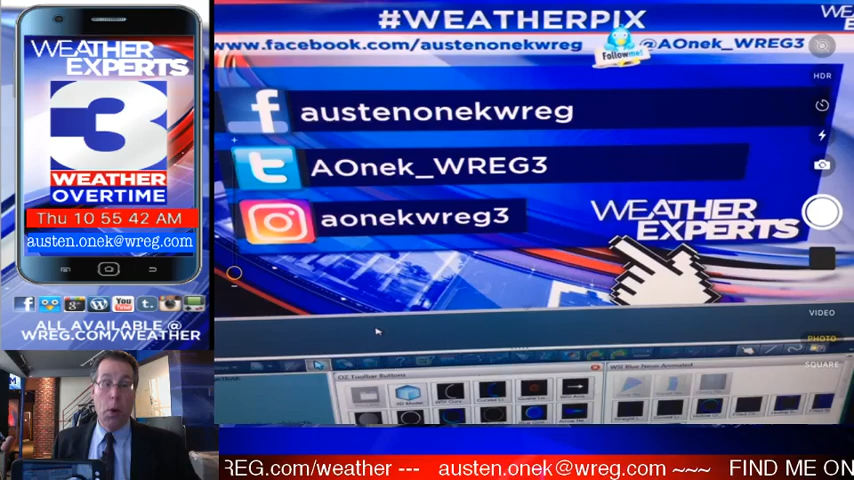 WEATHER
EXPERTS
3
WEATHER
OVERTIME
Thu 10 55 42 AM
austen.onek@wreg.com
ALL AVAILABLE @
WREG.COM/WEATHER
#WEATHERPIX
www.facebook.com/austenonekwreg
Followme!
@AOnek_WREG3
austenonekwreg
AOnek_WREG3
aonekwreg3
WEATHER
EXPERTS
HDR
VIDEO
PHOTO
SQUARE
REG.com/weather --- austen.onek@wreg.com ~~~ FIND ME ON